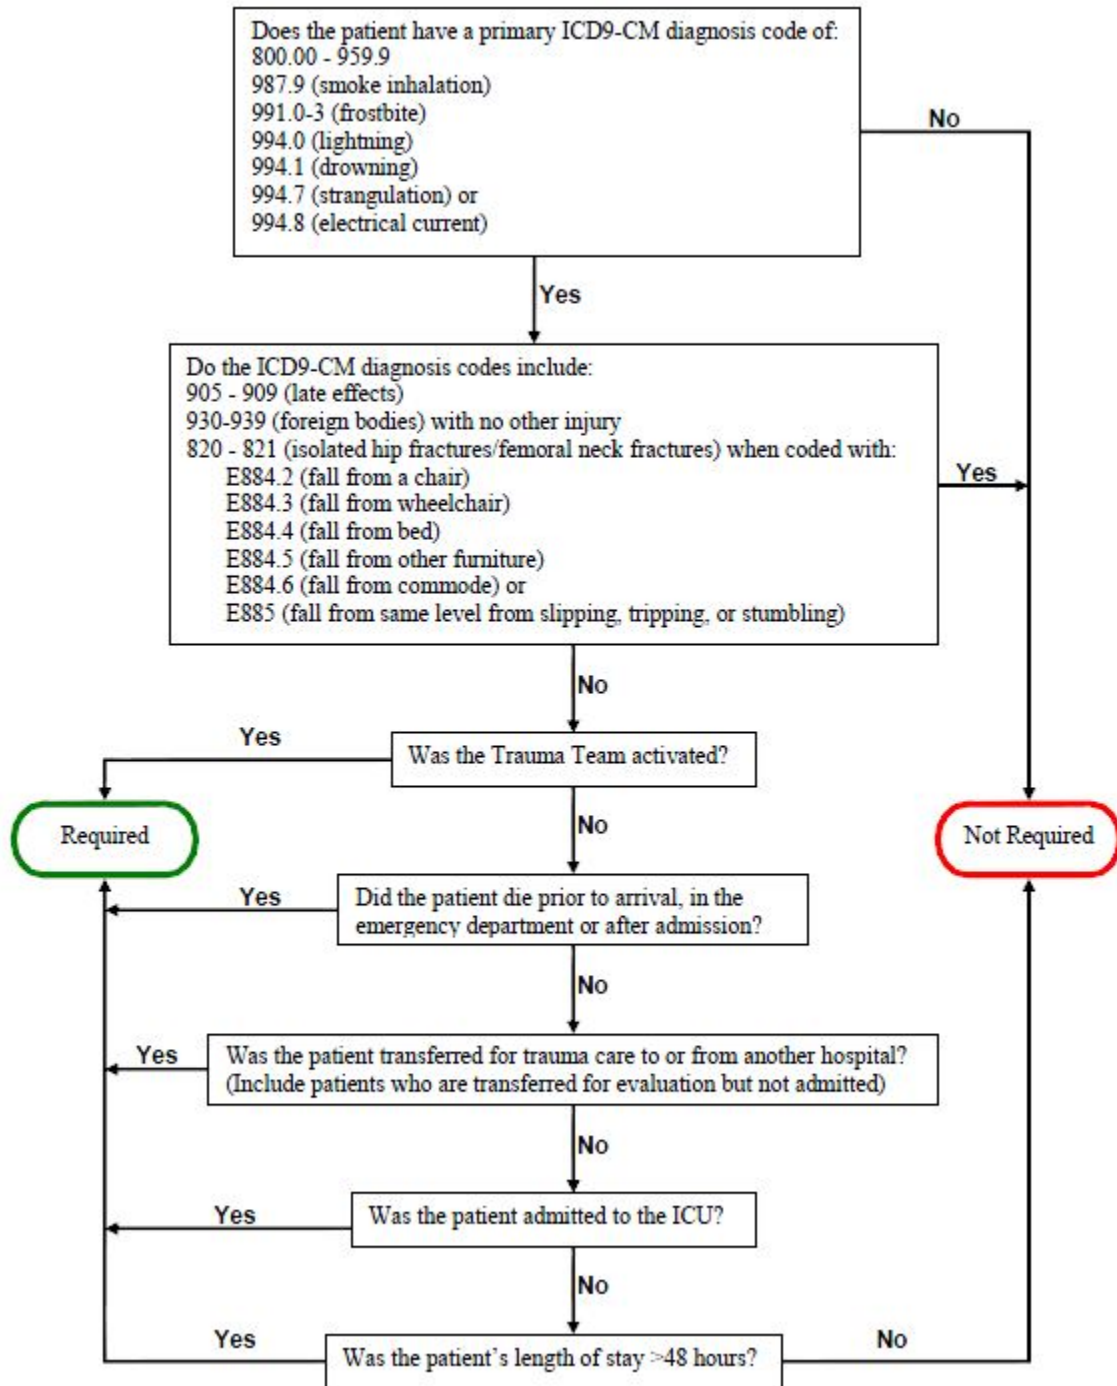 Does the patient have a primary ICD9-CM diagnosis code of:
800.00 - 959.9
987.9 (smoke inhalation)
991.0-3 (frostbite)
994.0 (lightning)
994.1 (drowning)
994.7 (strangulation) or
994.8 (electrical current)
No
Yes
Do the ICD9-CM diagnosis codes include:
905 - 909 (late effects)
930-939 (foreign bodies) with no other injury
820 - 821 (isolated hip fractures/femoral neck fractures) when coded with:
E884.2 (fall from a chair)
E884.3 (fall from wheelchair)
E884.4 (fall from bed)
E884.5 (fall from other furniture)
E884.6 (fall from commode) or
E885 (fall from same level from slipping, tripping, or stumbling)
Yes
No
Yes
Was the Trauma Team activated?
Required
No
Not Required
Yes
Did the patient die prior to arrival, in the
emergency department or after admission?
No
Yes
Was the patient transferred for trauma care to or from another hospital?
(Include patients who are transferred for evaluation but not admitted)
No
Yes
Was the patient admitted to the ICU?
No
Yes
Was the patient's length of stay >48 hours?
No